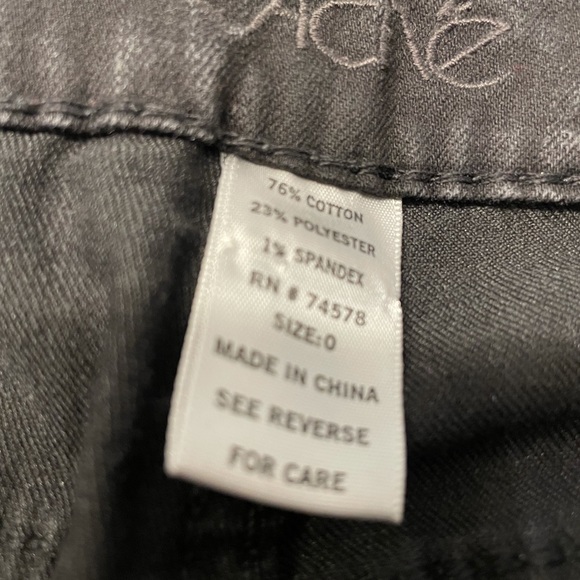 76% COTTON
23% POLYESTER
1% SPANDEX
RN # 74578
SIZE:0
MADE IN CHINA
SEE REVERSE
FOR CARE